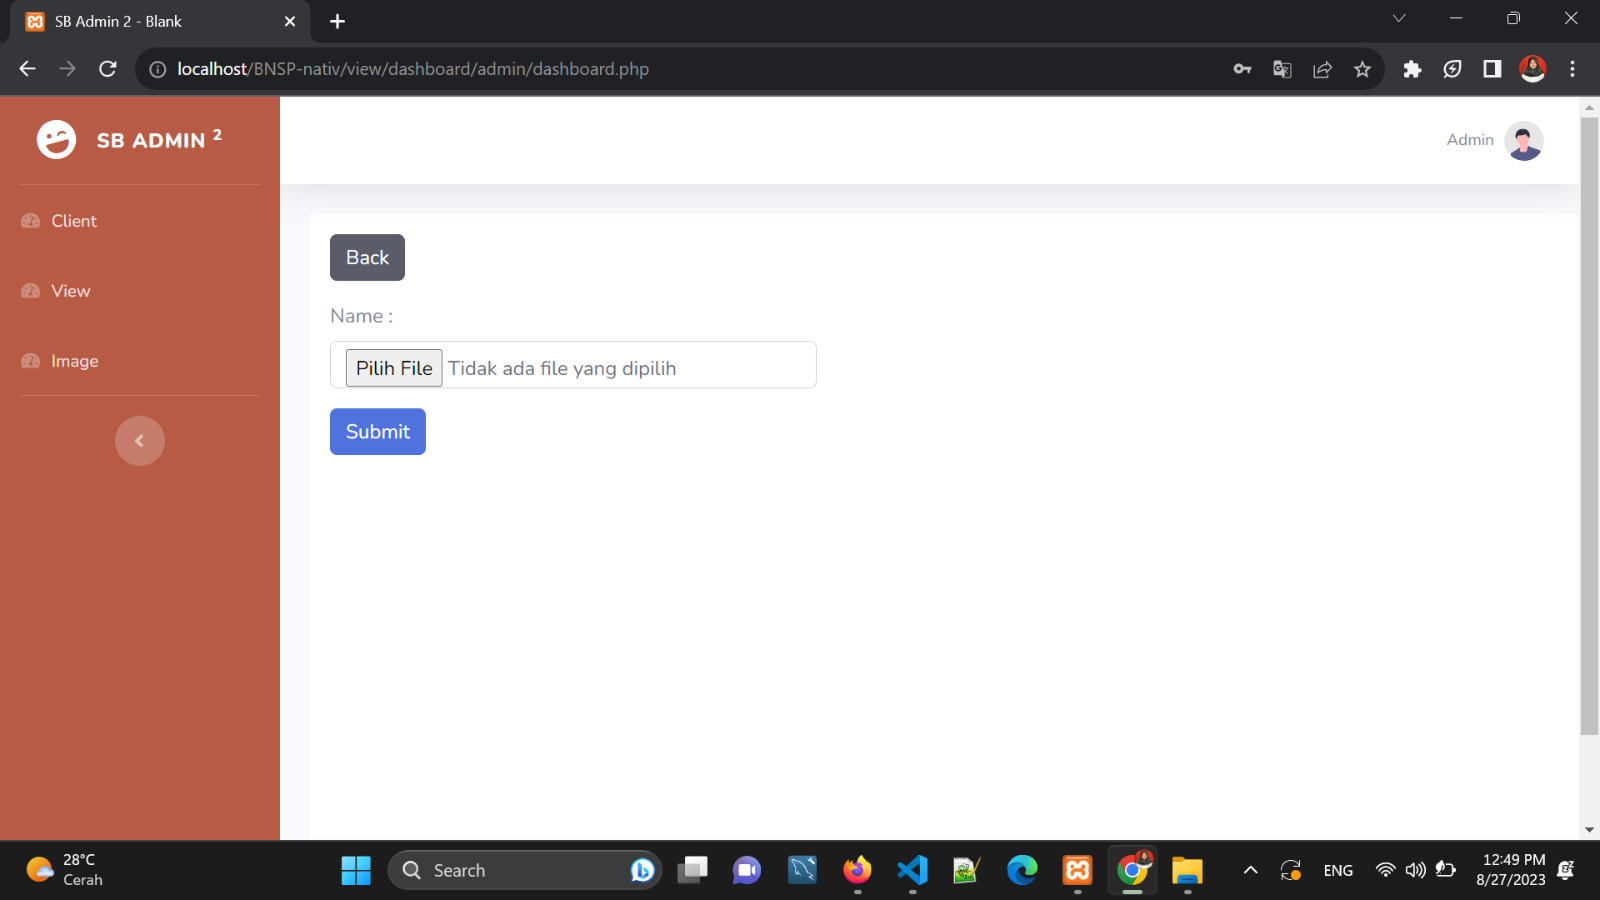 SB Admin 2 - Blank
localhost/BNSP-nativ/view/dashboard/admin/dashboard.php
SB ADMIN 2
Admin
Client
View
Image
Back
Name :
Pilih File Tidak ada file yang dipilih
Submit
28°C
Cerah
Search
ENG
12:49 PM
8/27/2023